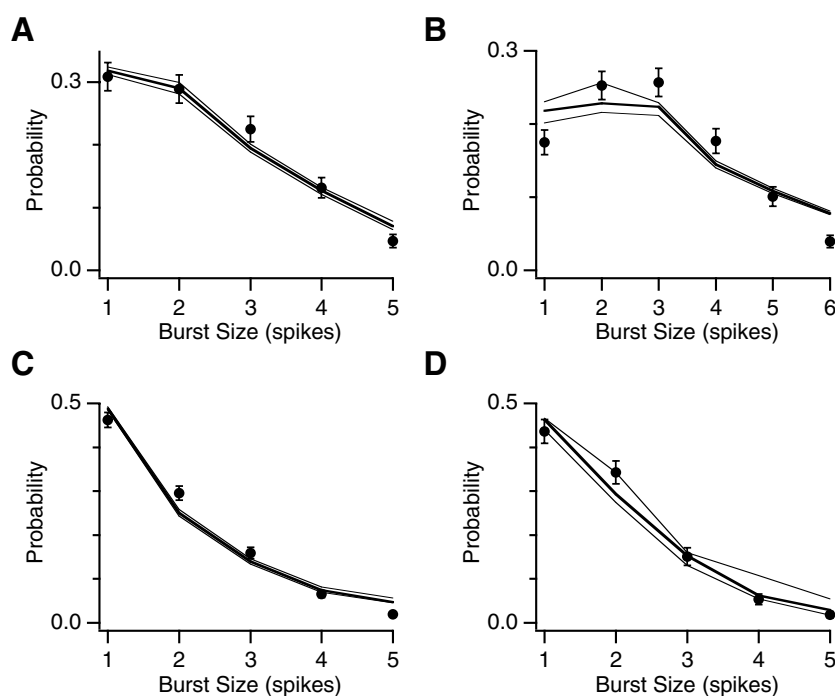 A
Probability
0.3
0.0
1 2 3 4 5
Burst Size (spikes)
B
Probability
0.3
0.0
1 2 3 4 5 6
Burst Size (spikes)
C
Probability
0.5
0.0
1 2 3 4 5
Burst Size (spikes)
D
Probability
0.5
0.0
1 2 3 4 5
Burst Size (spikes)